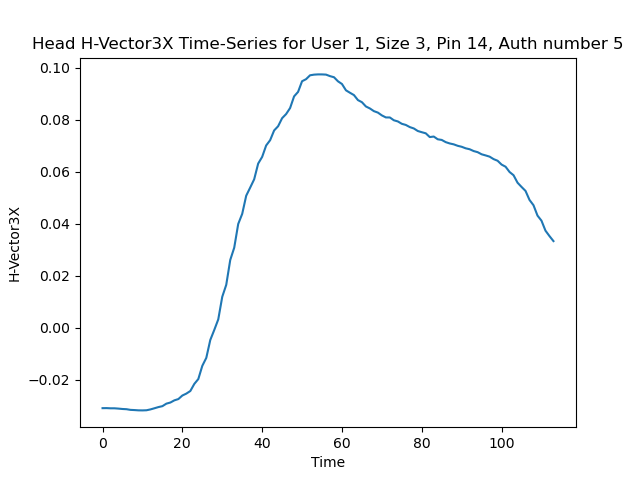 Head H-Vector3X Time-Series for User 1, Size 3, Pin 14, Auth number 5
0.10
0.08
0.06
0.04
0.02
0.00
−0.02
H-Vector3X
0 20 40 60 80 100
Time